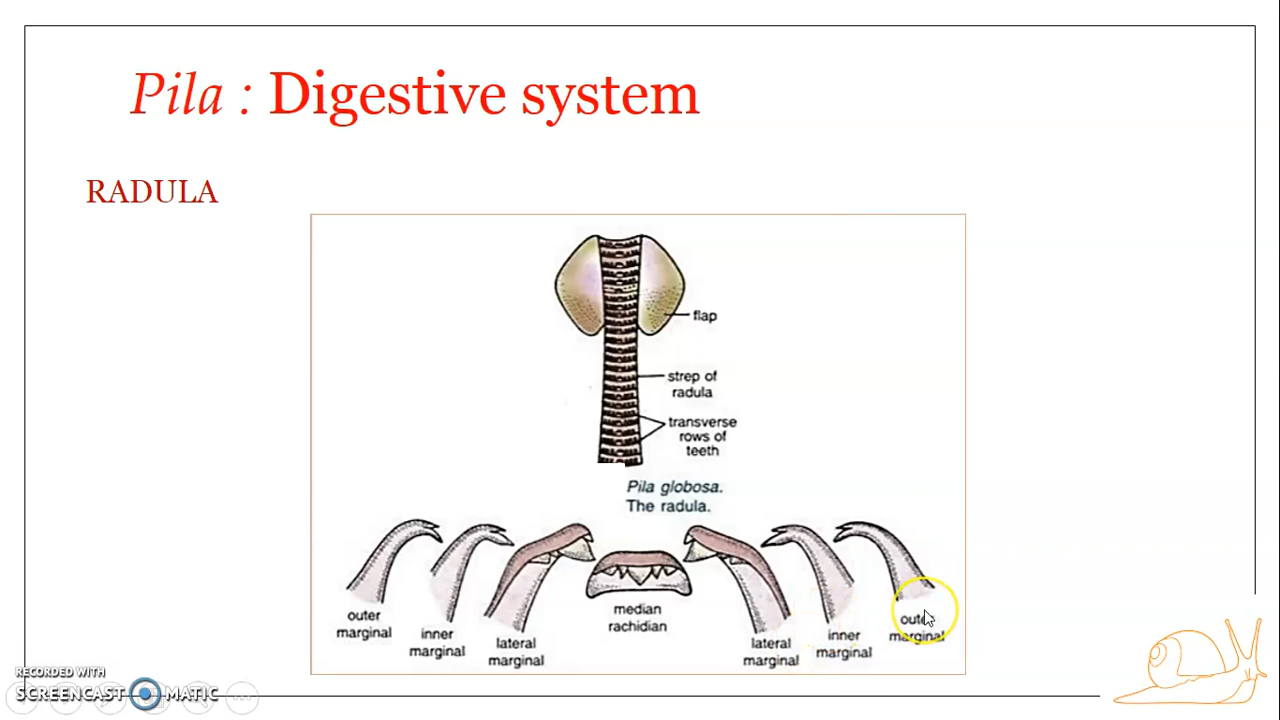 Pila : Digestive system
RADULA
flap
strep of
radula
transverse
rows of
teeth
Pila globosa.
The radula.
outer
marginal
inner
marginal
lateral
marginal
median
rachidian
lateral
marginal
inner
marginal
outer
marginal
RECORDED WITH
SCREENCAST MATIC